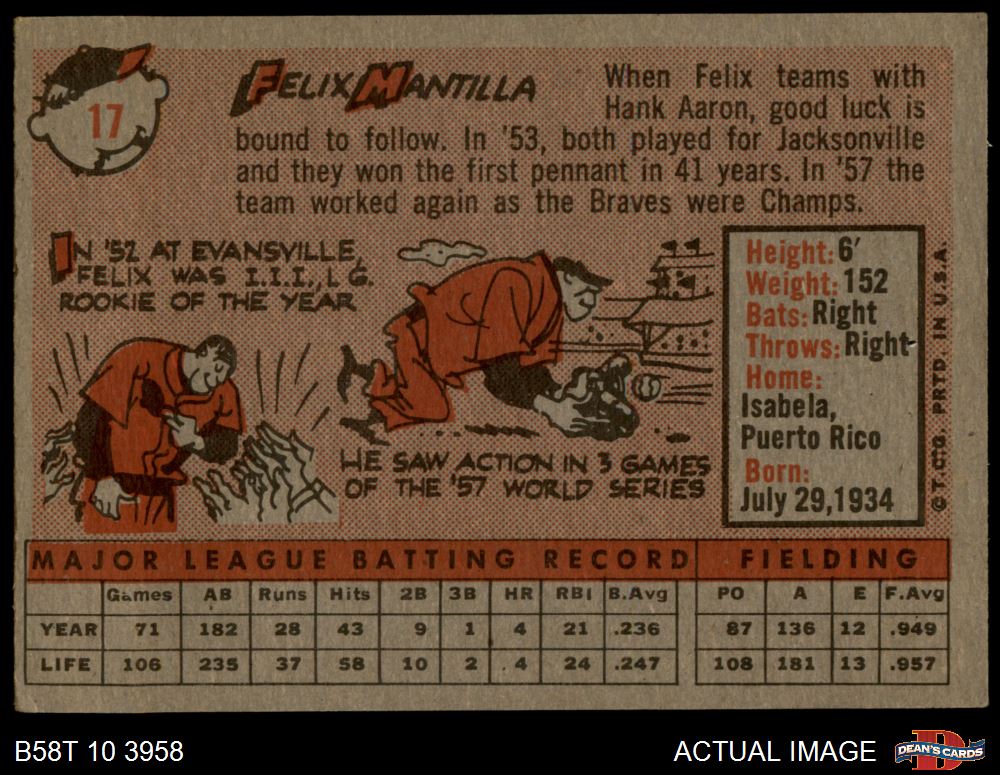 17
FELIX MANTILLA
When Felix teams with
Hank Aaron, good luck is
bound to follow. In '53, both played for Jacksonville
and they won the first pennant in 41 years. In '57 the
team worked again as the Braves were Champs.
IN '52 AT EVANSVILLE,
FELIX WAS I.I.I., LG.
ROOKIE OF THE YEAR
HE SAW ACTION IN 3 GAMES
OF THE '57 WORLD SERIES
Height: 6'
Weight: 152
Bats: Right
Throws: Right
Home:
Isabela,
Puerto Rico
Born:
July 29, 1934
© T.C.G. PRTD. IN U.S.A.
MAJOR LEAGUE BATTING RECORD FIELDING
Games AB Runs Hits 2B 3B HR RBI B.Avg PO A E F.Avg
YEAR 71 182 28 43 9 1 4 21 .236 87 136 12 .949
LIFE 106 235 37 58 10 2 4 24 .247 108 181 13 .957
B58T 10 3958
ACTUAL IMAGE
D
DEAN'S CARDS